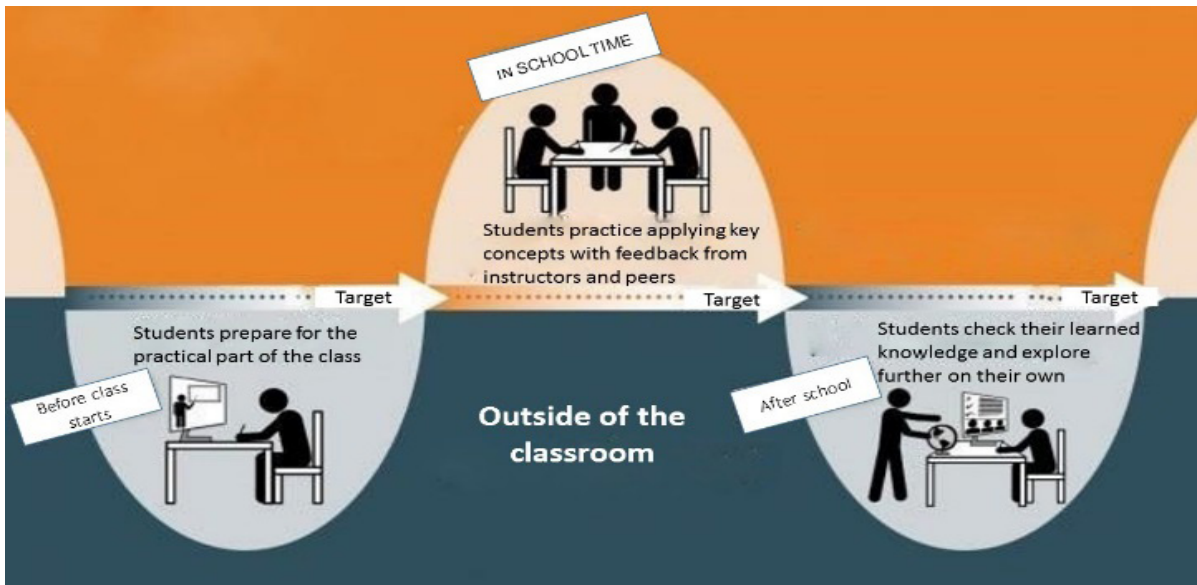 IN SCHOOL TIME
Students practice applying key
concepts with feedback from
instructors and peers
Target
Target
Target
Students prepare for the
practical part of the class
Before class
starts
Outside of the
classroom
Students check their learned
knowledge and explore
further on their own
After school